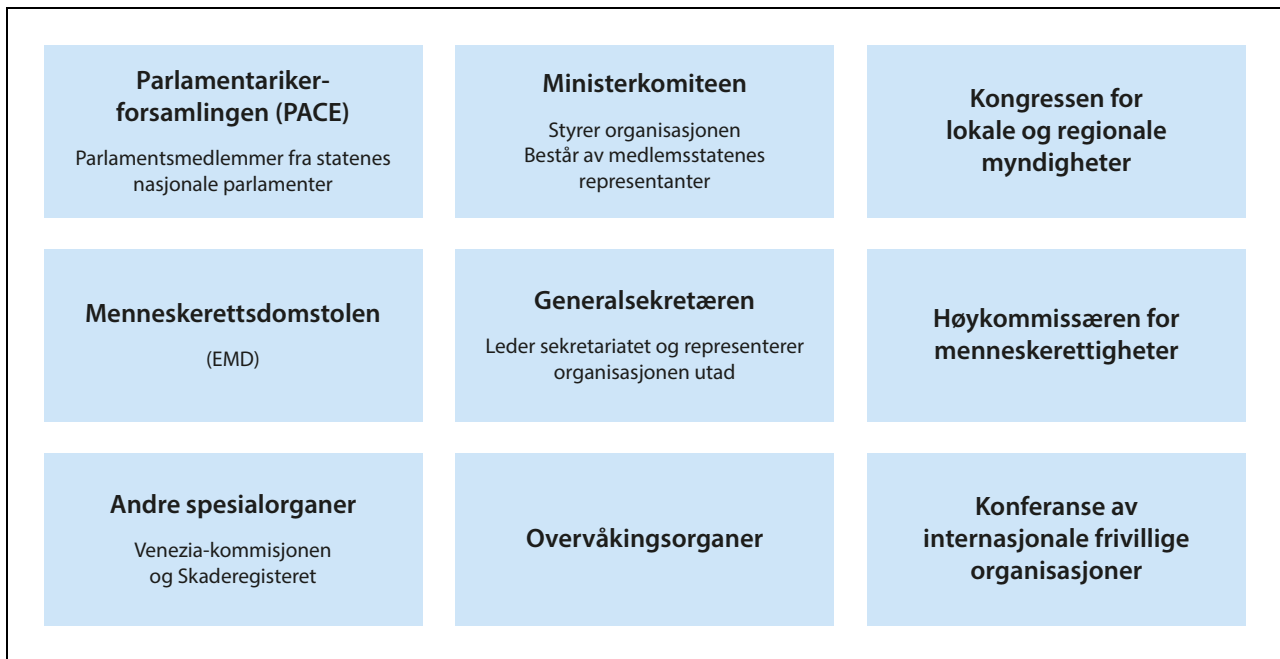 Parlamentariker-
forsamlingen (PACE)
Parlamentsmedlemmer fra statenes
nasjonale parlamenter
Ministerkomiteen
Styrer organisasjonen
Består av medlemsstatenes
representanter
Kongressen for
lokale og regionale
myndigheter
Menneskerettsdomstolen
(EMD)
Generalsekretæren
Leder sekretariatet og representerer
organisasjonen utad
Høykommissæren for
menneskerettigheter
Andre spesialorganer
Venezia-kommisjonen
og Skaderegisteret
Overvåkingsorganer
Konferanse av
internasjonale frivillige
organisasjoner